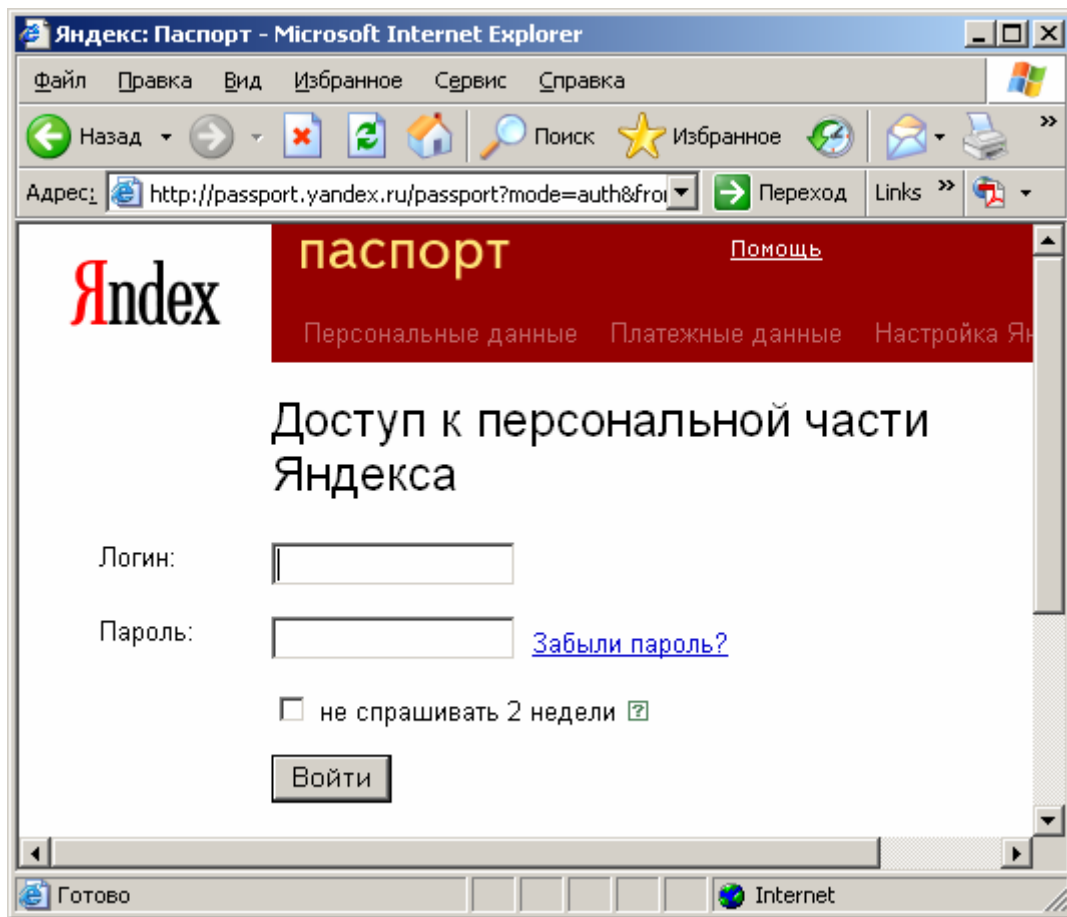 Яндекс: Паспорт - Microsoft Internet Explorer
Файл Правка Вид Избранное Сервис Справка
Назад Поиск Избранное »
Адрес: http://passport.yandex.ru/passport?mode=auth&fro Переход Links »
Яndex
паспорт Помощь
Персональные данные Платежные данные Настройка
Доступ к персональной части
Яндекса
Логин:
Пароль: Забыли пароль?
не спрашивать 2 недели ?
Войти
Готово Internet